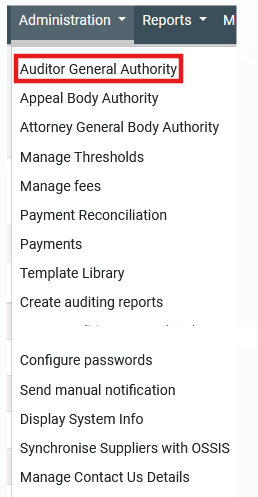 Administration Reports M
Auditor General Authority
Appeal Body Authority
Attorney General Body Authority
Manage Thresholds
Manage fees
Payment Reconciliation
Payments
Template Library
Create auditing reports
Configure passwords
Send manual notification
Display System Info
Synchronise Suppliers with OSSIS
Manage Contact Us Details